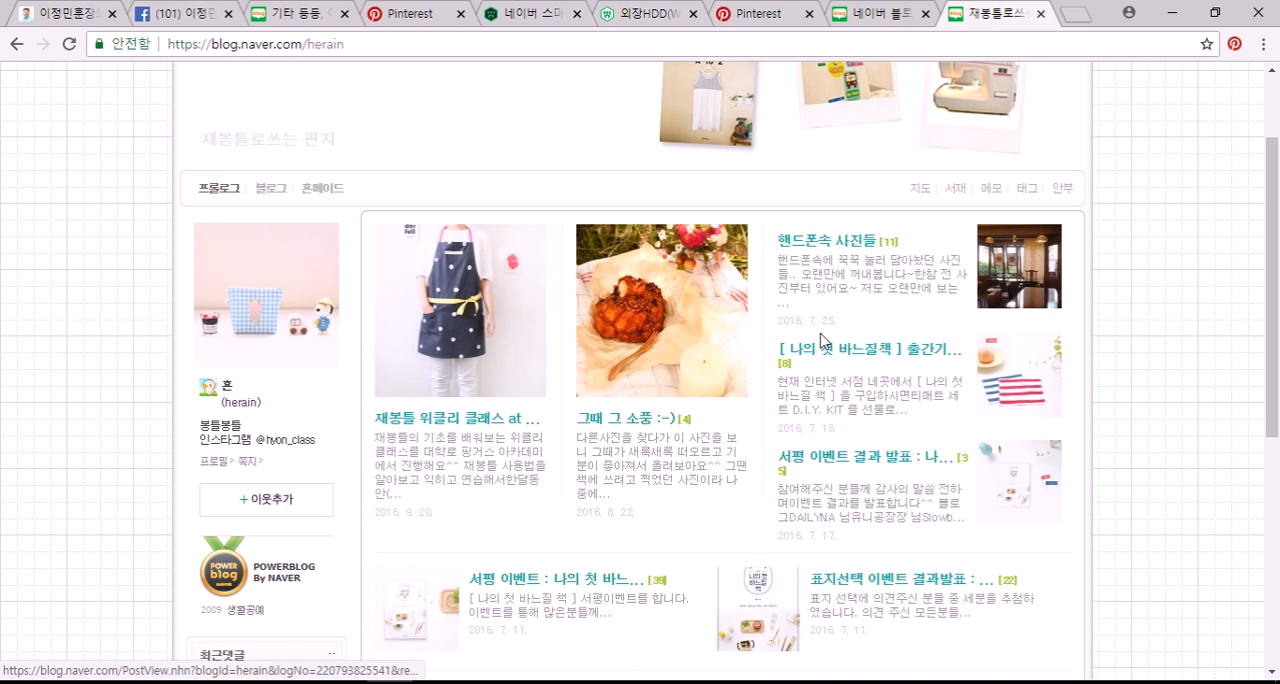 이정민훈장
(101) 이정민
기타 등등,
Pinterest
네이버 스마
외장HDD(W
Pinterest
네이버 블로
재봉틀로쓰
안전함
https://blog.naver.com/herain
재봉틀로쓰는 편지
프롤로그 블로그 혼메이드
지도 서재 메모 태그 안부
혼
(herain)
봉틀봉틀
인스타그램 @hyon_class
프로필> 쪽지>
+ 이웃추가
POWER
blog
POWERBLOG
By NAVER
2009 생활공예
최근댓글
재봉틀 위클리 클래스 at ...
재봉틀의 기초를 배워보는 위클리
클래스를 대학로 핑거스 아카데미
에서 진행해요^^ 재봉틀 사용법을
알아보고 익히고 연습해서한달동
안(...
2016. 9. 20.
그때 그 소풍 :-) [4]
다른사진을 찾다가 이 사진을 보
니 그때가 새록새록 떠오르고 기
분이 좋아져서 올려보아요^^ 그땐
책에 쓰려고 찍었던 사진이라 나
중에...
2016. 8. 22.
핸드폰속 사진들 [11]
핸드폰속에 꾹꾹 눌러 담아놨던 사진
들.. 오랜만에 꺼내봅니다~한참 전 사
진부터 있어요~ 저도 오랜만에 보는
...
2016. 7. 25.
[ 나의 첫 바느질책 ] 출간기...
[8]
현재 인터넷 서점 네곳에서 [ 나의 첫
바느질 책 ] 을 구입하시면티매트 세
트 D.I.Y. KIT 를 선물로...
2016. 7. 18.
서평 이벤트 결과 발표 : 나... [3
5]
참여해주신 분들께 감사의 말씀 전하
며이벤트 결과를 발표합니다^^ 블로
그DAILYNA 님유니공장장 님Slowb...
2016. 7. 17.
서평 이벤트 : 나의 첫 바느... [39]
[ 나의 첫 바느질 책 ] 서평이벤트를 합니다.
이벤트를 통해 많은분들께...
2016. 7. 11.
표지선택 이벤트 결과발표 : ... [22]
표지 선택에 의견주신 분들 중 세분을 추첨하
였습니다. 의견 주신 모든분들...
2016. 7. 11.
https://blog.naver.com/PostView.nhn?blogId=herain&logNo=220793825541&re...